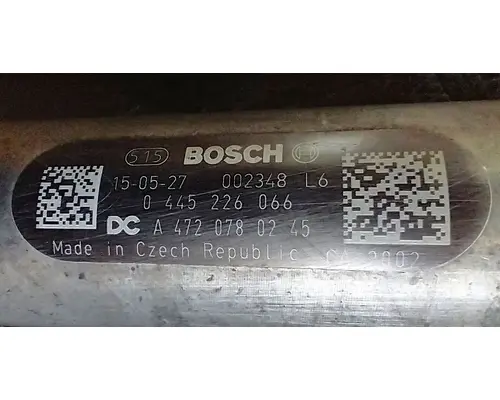 515 BOSCH
15-05-27 002348 L6
0 445 226 066
DC A 472 078 02 45
Made in Czech Republic